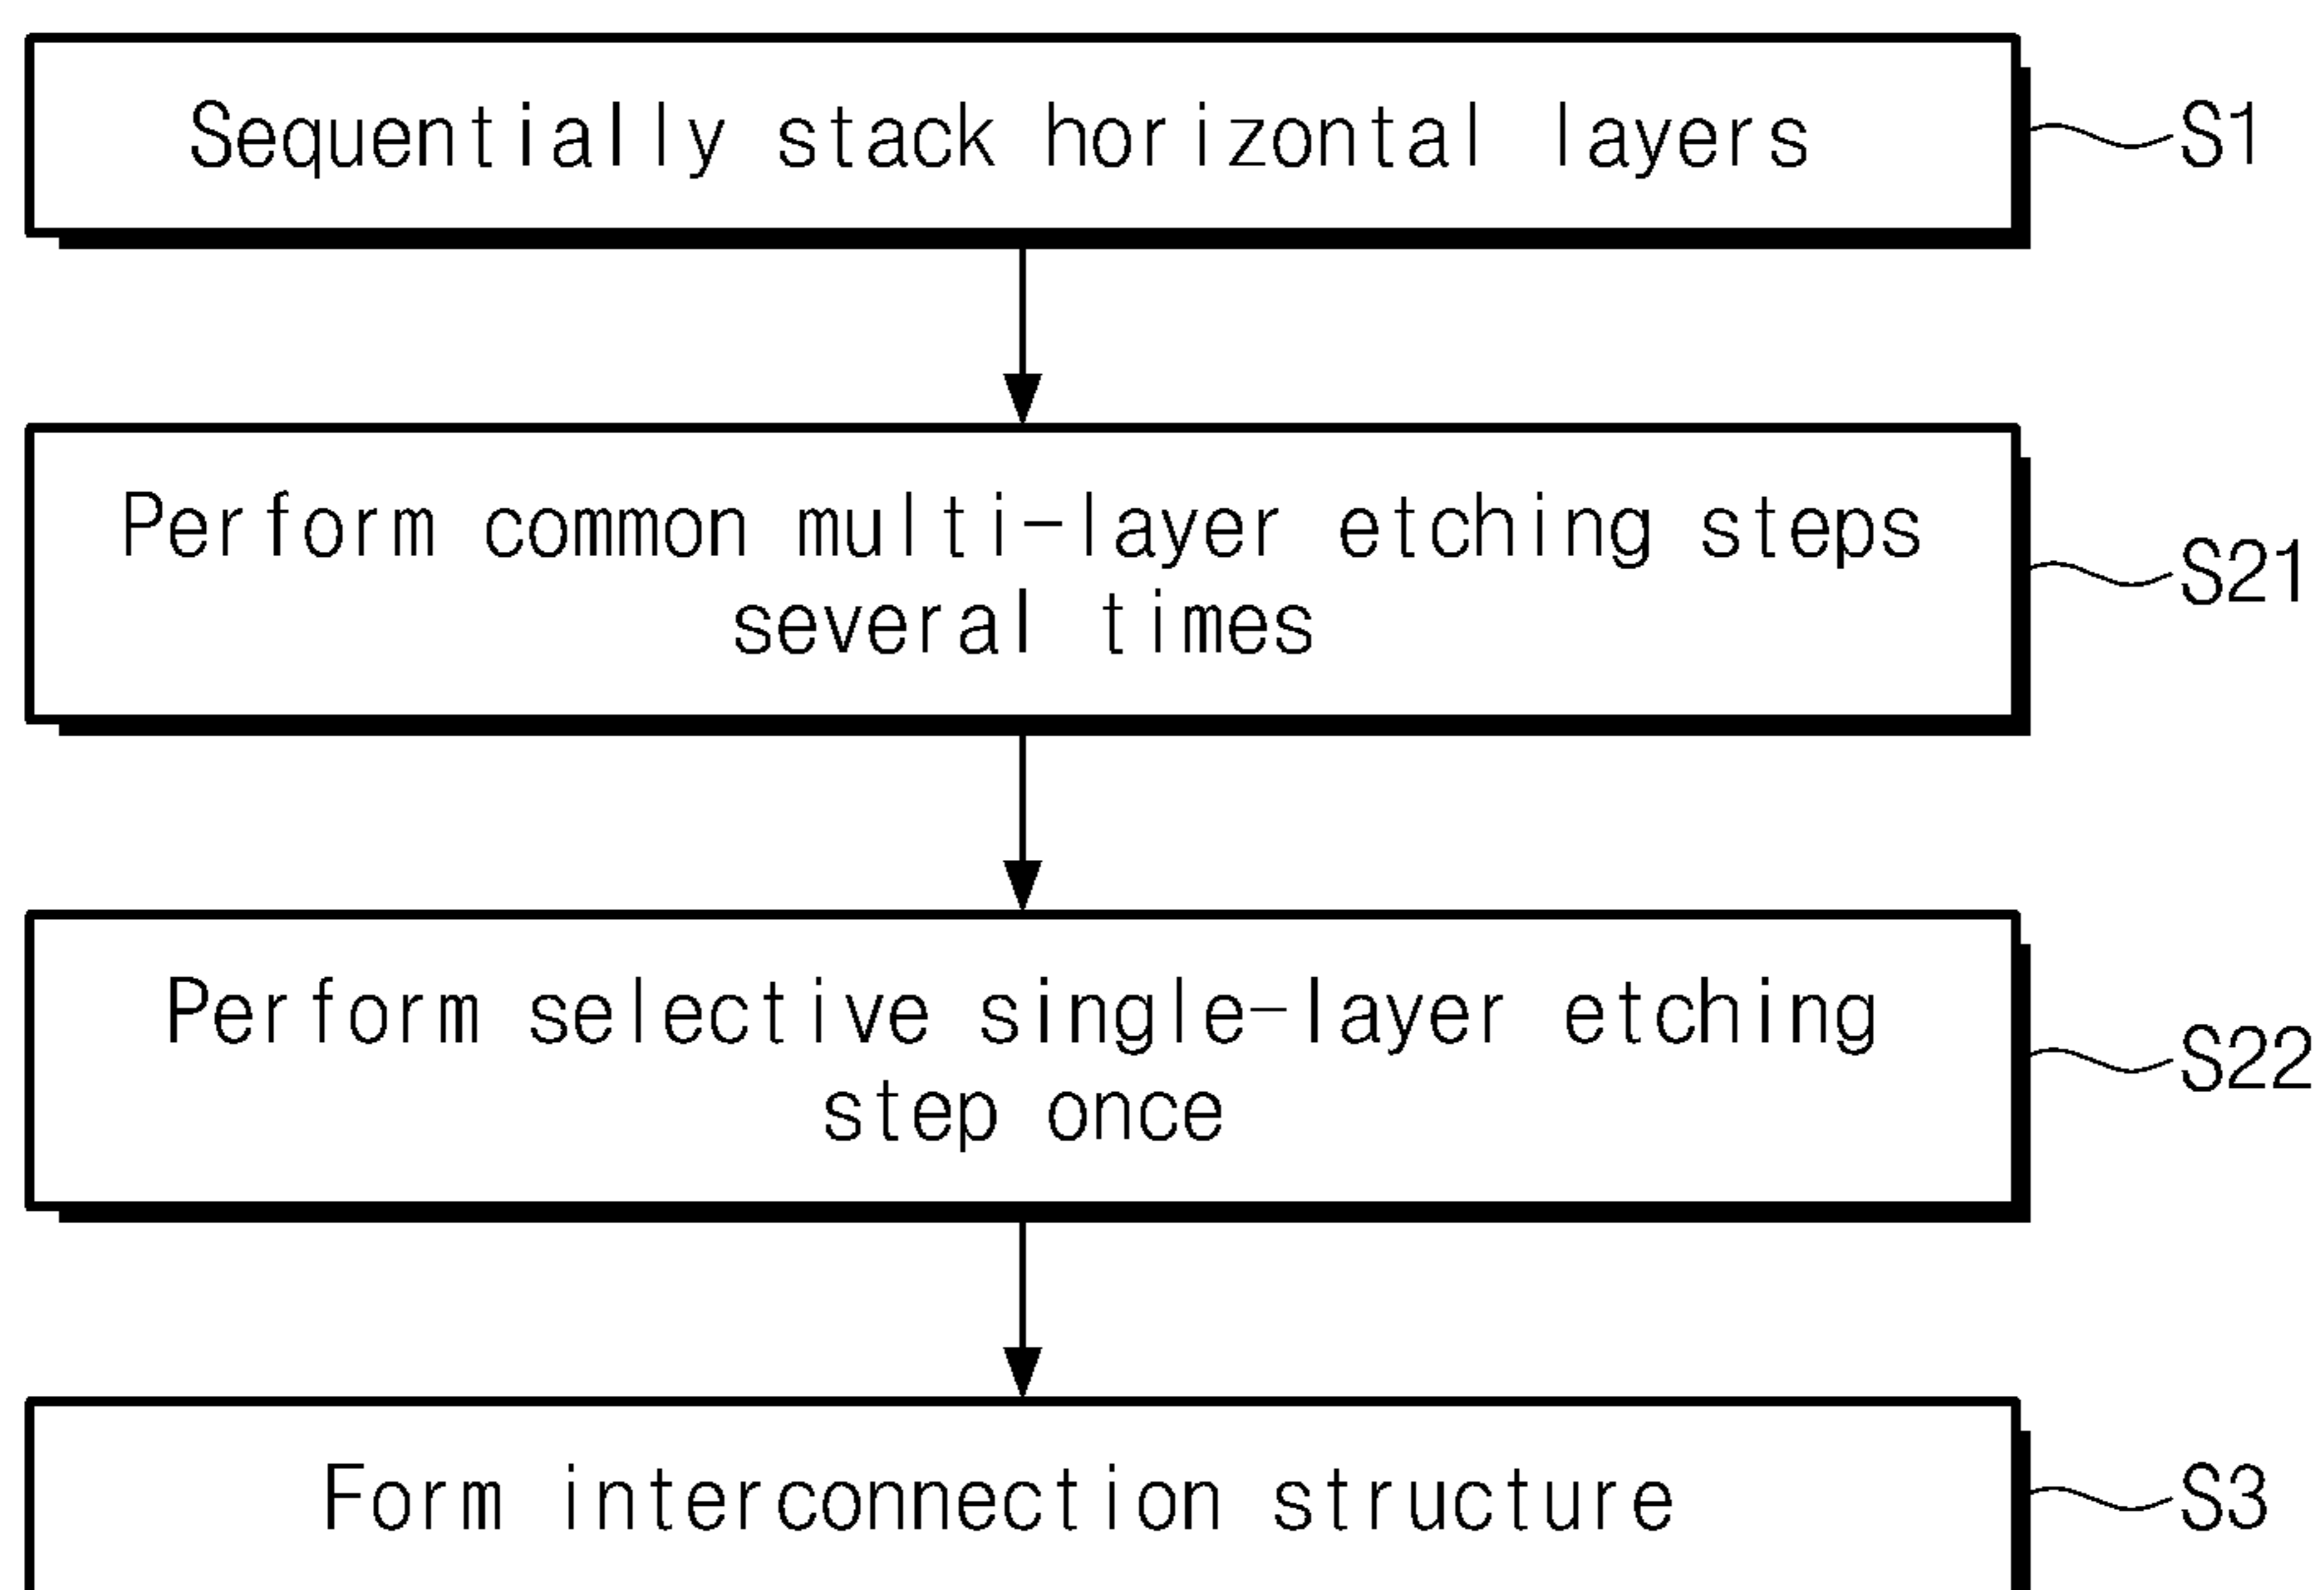 Sequentially stack horizontal layers
S1
Perform common multi-layer etching steps
several times
S21
Perform selective single-layer etching
step once
S22
Form interconnection structure
S3